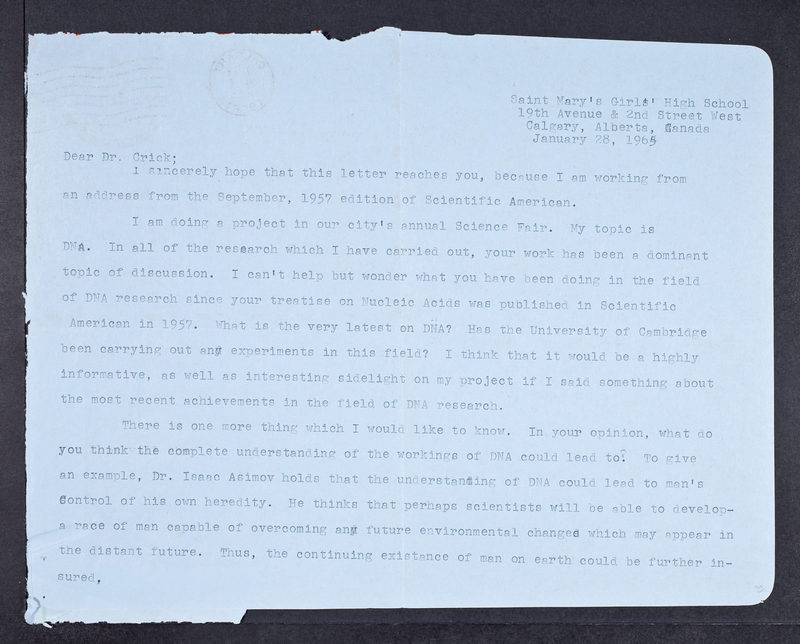 Saint Mary's Girls' High School
19th Avenue & 2nd Street West
Calgary, Alberta, Canada
January 28, 1965
Dear Dr. Crick;
I sincerely hope that this letter reaches you, because I am working from
an address from the September, 1957 edition of Scientific American.
I am doing a project in our city's annual Science Fair. My topic is
DNA. In all of the research which I have carried out, your work has been a dominant
topic of discussion. I can't help but wonder what you have been doing in the field
of DNA research since your treatise on Nucleic Acids was published in Scientific
American in 1957. What is the very latest on DNA? Has the University of Cambridge
been carrying out any experiments in this field? I think that it would be a highly
informative, as well as interesting sidelight on my project if I said something about
the most recent achievements in the field of DNA research.
There is one more thing which I would like to know. In your opinion, what do
you think the complete understanding of the workings of DNA could lead to? To give
an example, Dr. Isaac Asimov holds that the understanding of DNA could lead to man's
Control of his own heredity. He thinks that perhaps scientists will be able to develop-
a race of man capable of overcoming any future environmental changes which may appear in
the distant future. Thus, the continuing existance of man on earth could be further in-
sured,